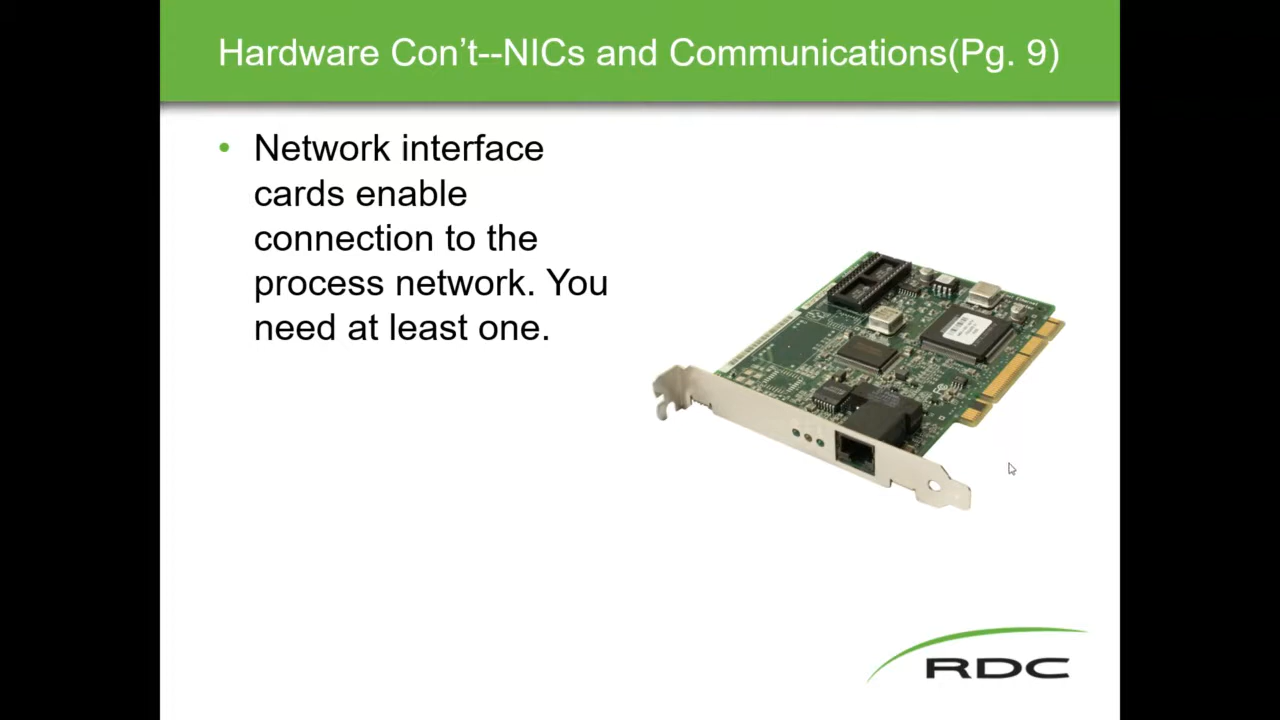 Hardware Con't--NICs and Communications(Pg. 9)
• Network interface
cards enable
connection to the
process network. You
need at least one.
RDC